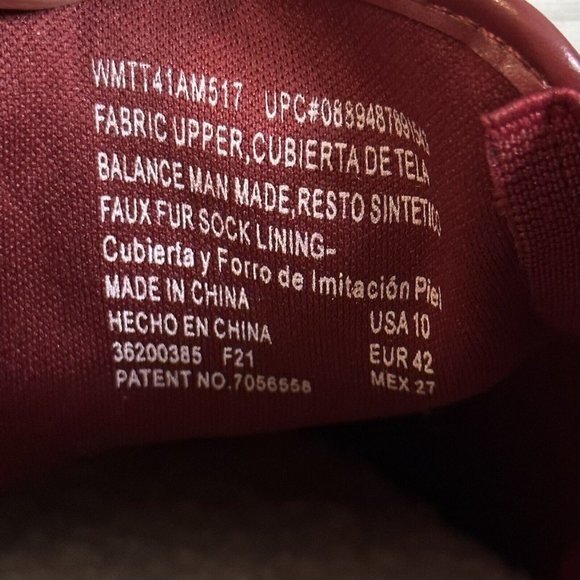 WMTT41AM517
FABRIC UPPER,CUBIERTA DE TELA
BALANCE MAN MADE,RESTO SINTETICO
FAUX FUR SOCK LINING-
Cubierta y Forro de Imitación Piel
MADE IN CHINA USA 10
HECHO EN CHINA EUR 42
36200385 F21 MEX 27
PATENT NO.7056558